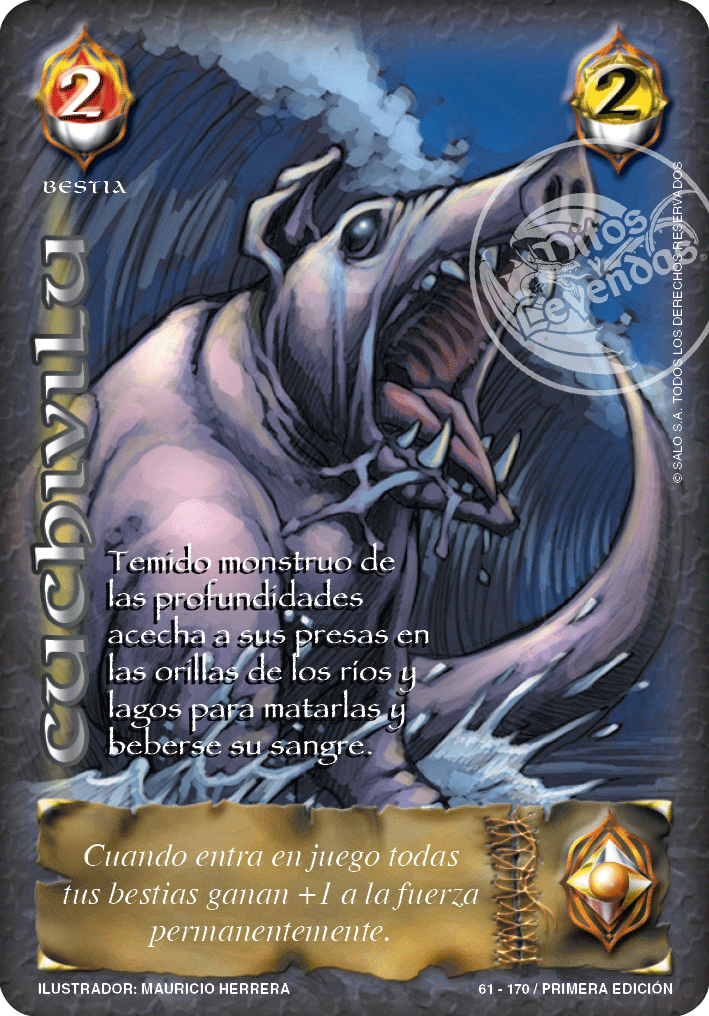 2
2
BESTIA
cuchivilu
Mitos
y
Leyendas
®
© SALO S.A. TODOS LOS DERECHOS RESERVADOS
Temido monstruo de
las profundidades
acecha a sus presas en
las orillas de los ríos y
lagos para matarlas y
beberse su sangre.
Cuando entra en juego todas
tus bestias ganan +1 a la fuerza
permanentemente.
ILUSTRADOR: MAURICIO HERRERA
61 - 170 / PRIMERA EDICIÓN